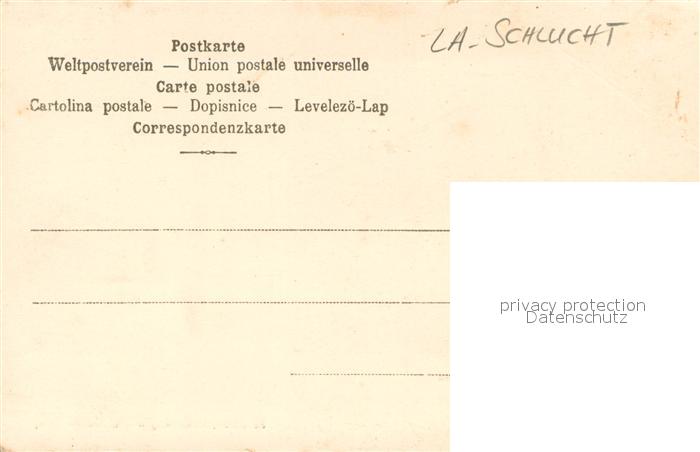 LA-SCHLUCHT
Postkarte
Weltpostverein — Union postale universelle
Carte postale
Cartolina postale — Dopisnice — Levelezö-Lap
Correspondenzkarte
privacy protection
Datenschutz